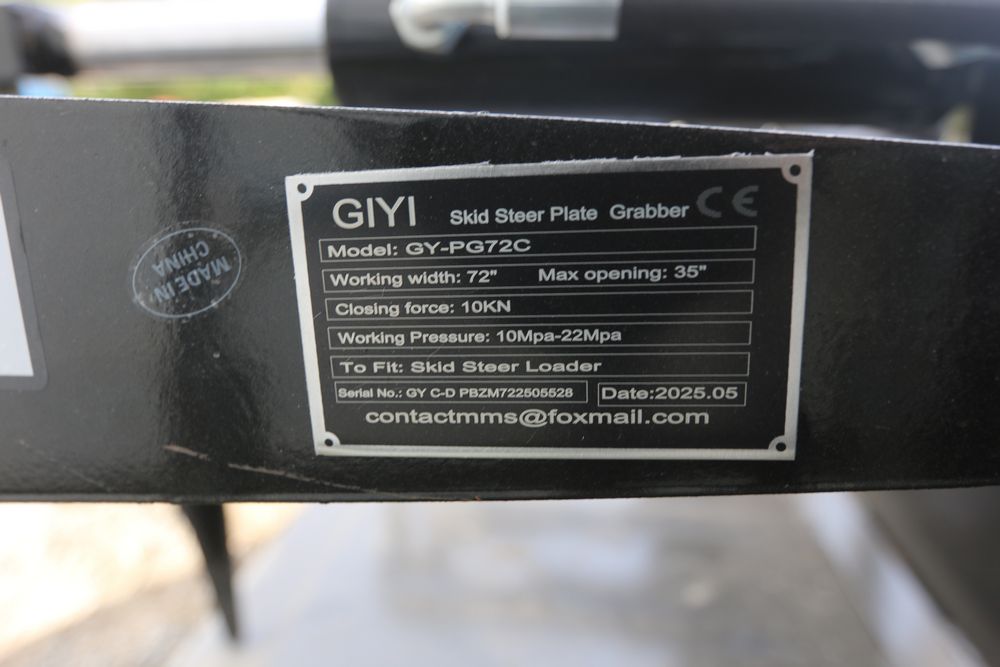 GIYI Skid Steer Plate Grabber CE
Model: GY-PG72C
Working width: 72" Max opening: 35"
Closing force: 10KN
Working Pressure: 10Mpa-22Mpa
To Fit: Skid Steer Loader
Serial No.: GY C-D PBZM722505528 Date:2025.05
contactmms@foxmail.com
MADE IN
CHINA